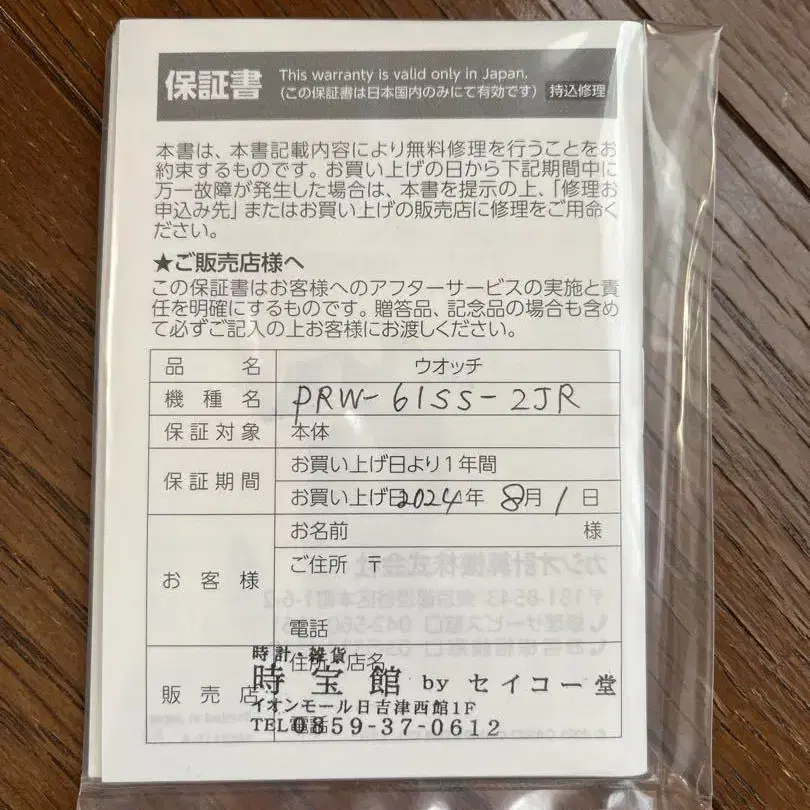 保証書
This warranty is valid only in Japan.
(この保証書は日本国内のみにて有効です)
持込修理
本書は、本書記載内容により無料修理を行うことをお
約束するものです。お買い上げの日から下記期間中に
万一故障が発生した場合は、本書を提示の上、「修理お
申込み先」またはお買い上げの販売店に修理をご用命く
ださい。
★ご販売店様へ
この保証書はお客様へのアフターサービスの実施と責
任を明確にするものです。贈答品、記念品の場合も含め
て必ずご記入の上お客様にお渡しください。
品名 ウオッチ
機種名 PRW-61SS-2JR
保証対象 本体
保証期間 お買い上げ日より1年間
お買い上げ日2024年 8月 1日
お客様 お名前 様
ご住所 〒
電話
販売店 住所・店名
時計・雑貨
時宝館 by セイコー堂
イオンモール日吉津西館1F
電話
TEL 0859-37-0612